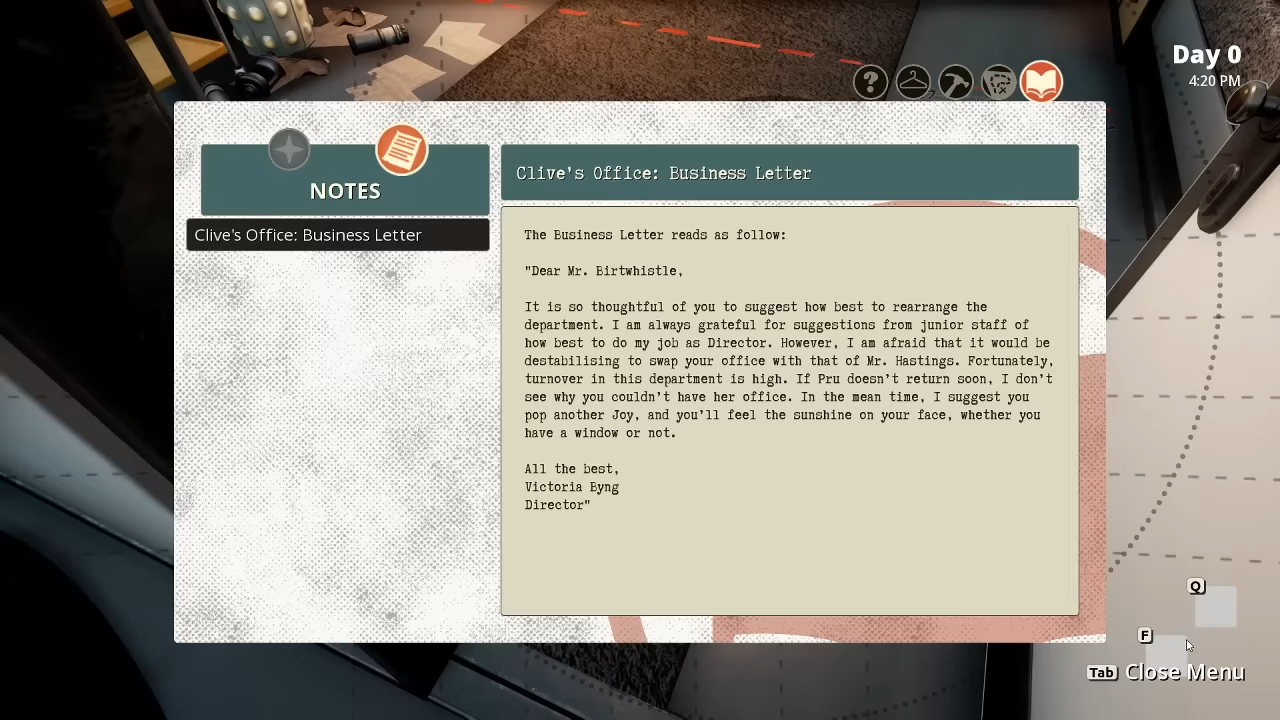 Day 0
4:20 PM
?
NOTES
Clive's Office: Business Letter
Clive's Office: Business Letter
The Business Letter reads as follow:
"Dear Mr. Birtwhistle,
It is so thoughtful of you to suggest how best to rearrange the
department. I am always grateful for suggestions from junior staff of
how best to do my job as Director. However, I am afraid that it would be
destabilising to swap your office with that of Mr. Hastings. Fortunately,
turnover in this department is high. If Pru doesn't return soon, I don't
see why you couldn't have her office. In the mean time, I suggest you
pop another Joy, and you'll feel the sunshine on your face, whether you
have a window or not.
All the best,
Victoria Byng
Director"
Q
F
Tab Close Menu